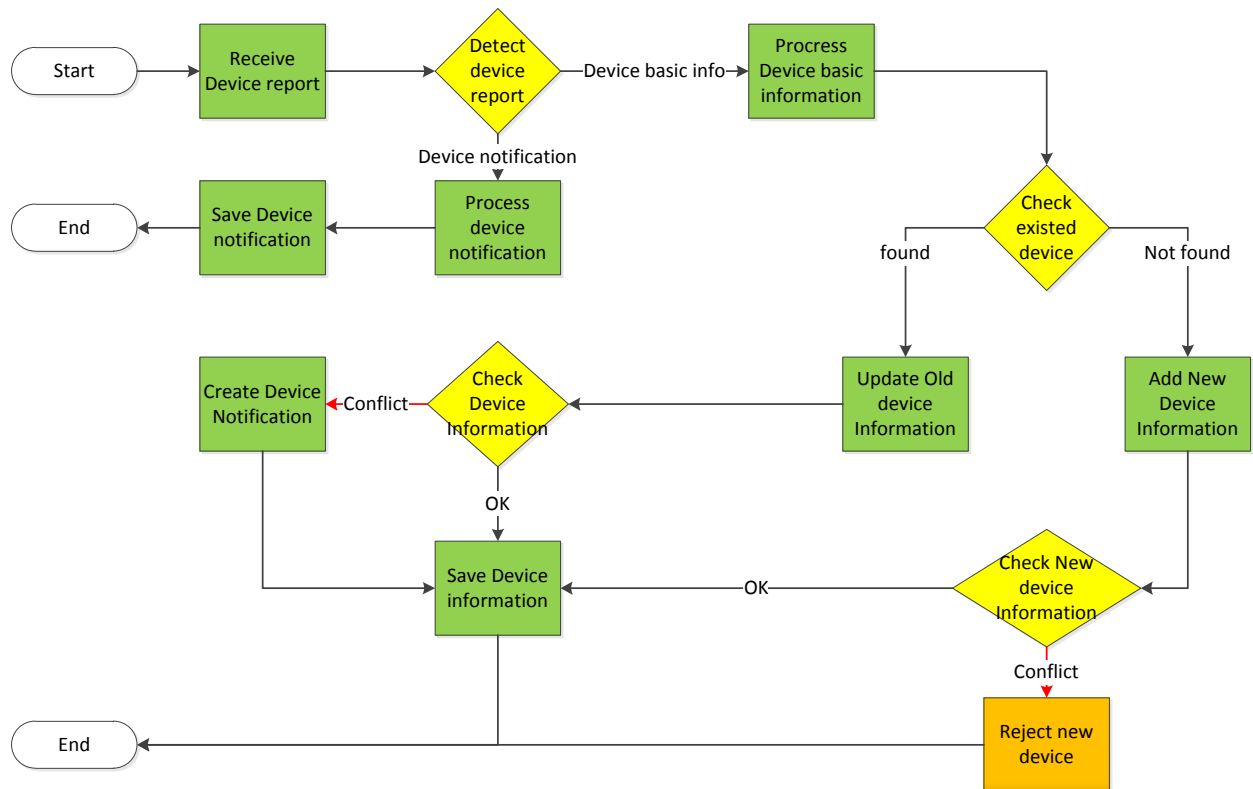 Start
Receive
Device report
Detect
device
report
Device basic info
Procress
Device basic
information
Device notification
End
Save Device
notification
Process
device
notification
Check
existed
device
found
Not found
Create Device
Notification
Conflict
Check
Device
Information
Update Old
device
Information
Add New
Device
Information
OK
Save Device
information
OK
Check New
device
Information
Conflict
End
Reject new
device